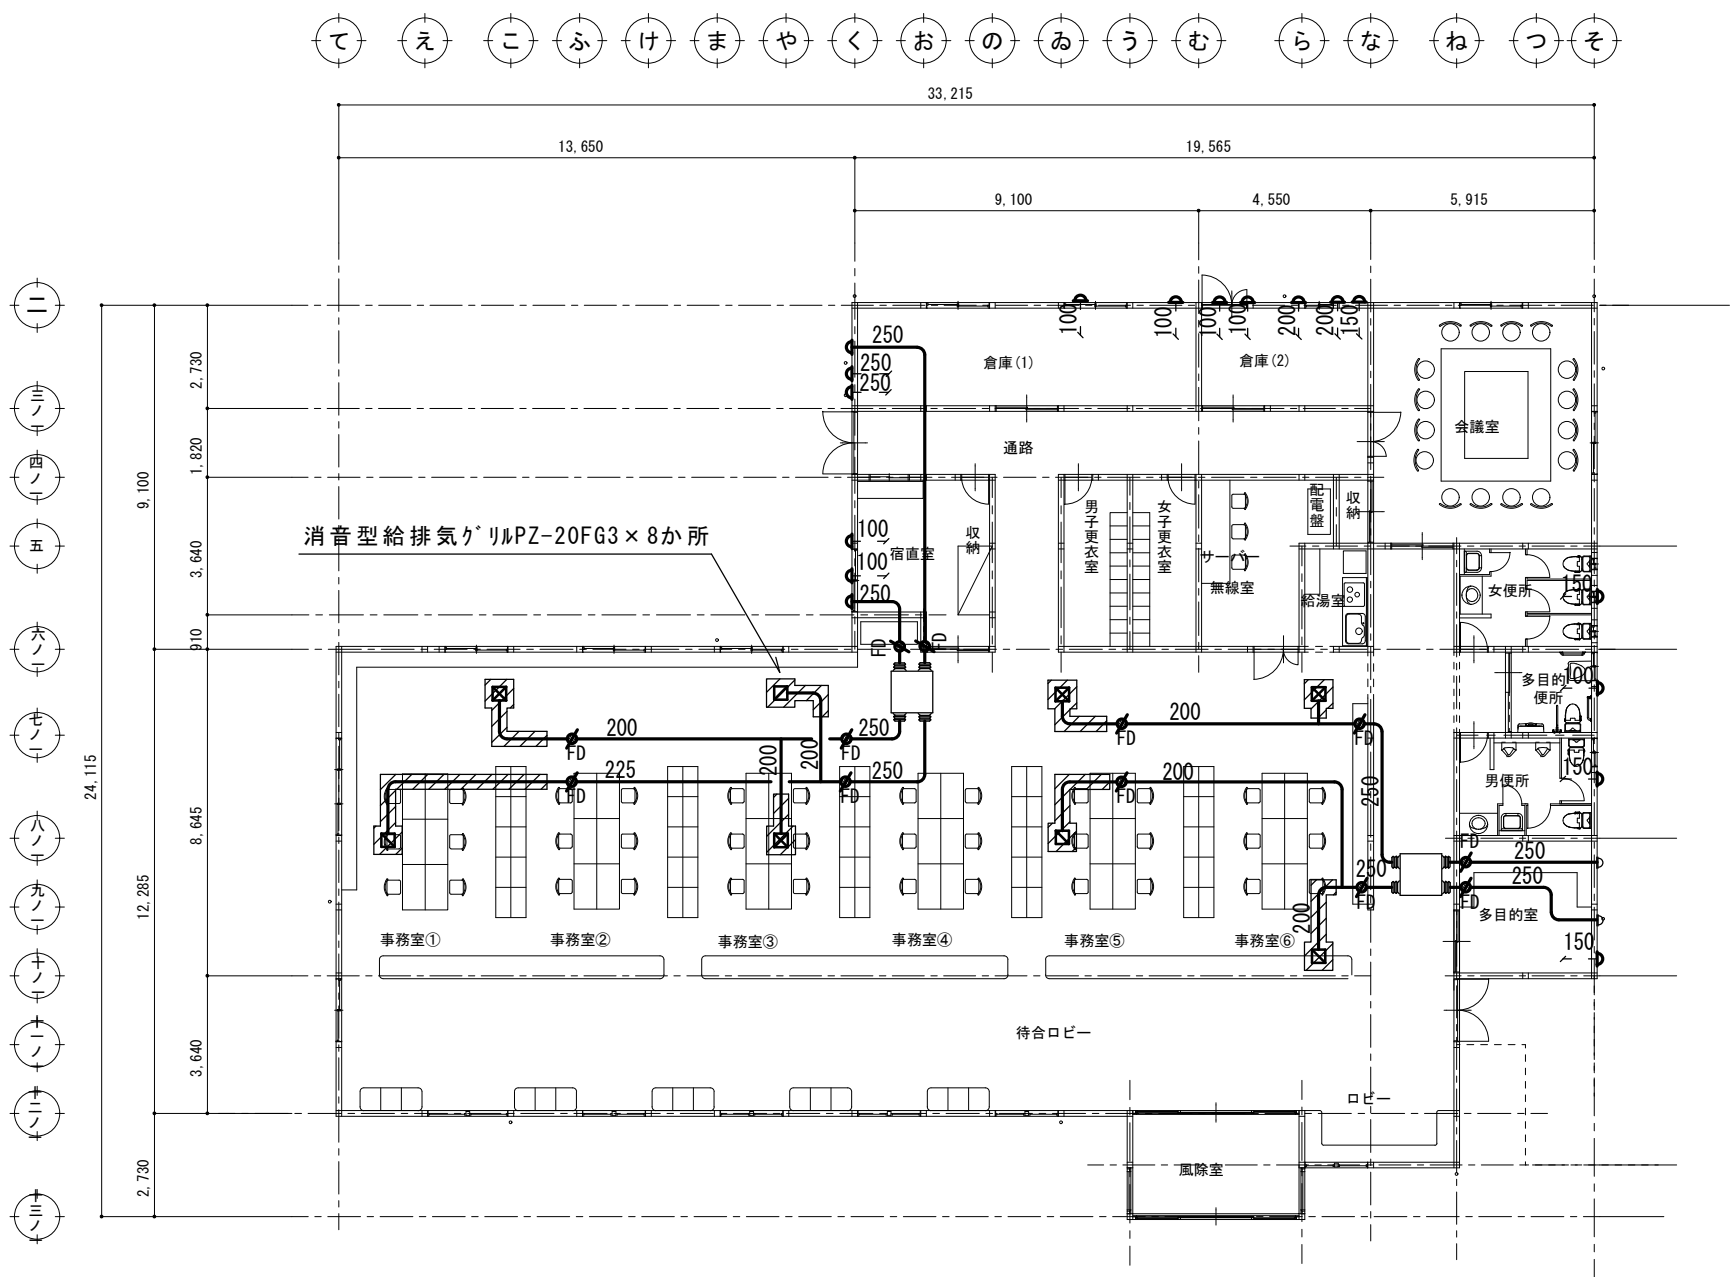 て え こ ふ け ま や く お の ゐ う む ら な ね つ そ
33,215
13,650 19,565
9,100 4,550 5,915
二
三ノ一
四ノ一
五
六ノ一
七ノ一
八ノ一
九ノ一
十ノ一
十一ノ一
十二ノ一
十三ノ一
24,115
9,100
12,285
2,730
2,730
1,820
3,640
910
8,645
3,640
100 100 100 100 200 200 150
250
250
250
倉庫(1)
倉庫(2)
会議室
通路
配電盤
収納
消音型給排気グリルPZ-20FG3×8か所
100
100
250
宿直室
収納
男子更衣室
女子更衣室
サーバー
無線室
給湯室
女便所
150
FD FD
多目的
便所
100
200 FD
250 FD
200 FD
FD
200 200
225 FD
250 FD
200 FD
250
男便所
150
FD
250
250 FD
250 FD
200
多目的室
150
事務室① 事務室② 事務室③ 事務室④ 事務室⑤ 事務室⑥
待合ロビー
ロビー
風除室